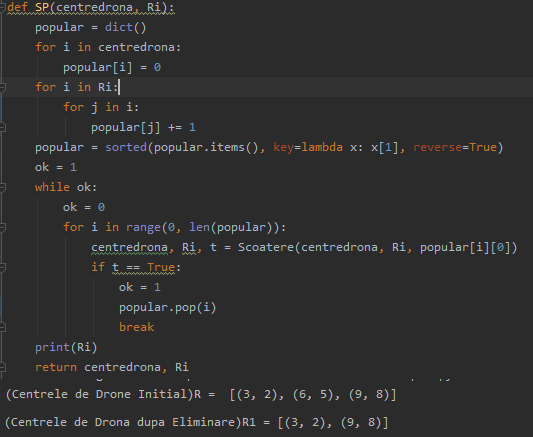 def SP(centredrona, Ri):
    popular = dict()
    for i in centredrona:
        popular[i] = 0
    for i in Ri:
        for j in i:
            popular[j] += 1
    popular = sorted(popular.items(), key=lambda x: x[1], reverse=True)
    ok = 1
    while ok:
        ok = 0
        for i in range(0, len(popular)):
            centredrona, Ri, t = Scoatere(centredrona, Ri, popular[i][0])
            if t == True:
                ok = 1
                popular.pop(i)
                break
    print(Ri)
    return centredrona, Ri
(Centrele de Drone Initial)R =  [(3, 2), (6, 5), (9, 8)]
(Centrele de Drona dupa Eliminare)R1 = [(3, 2), (9, 8)]